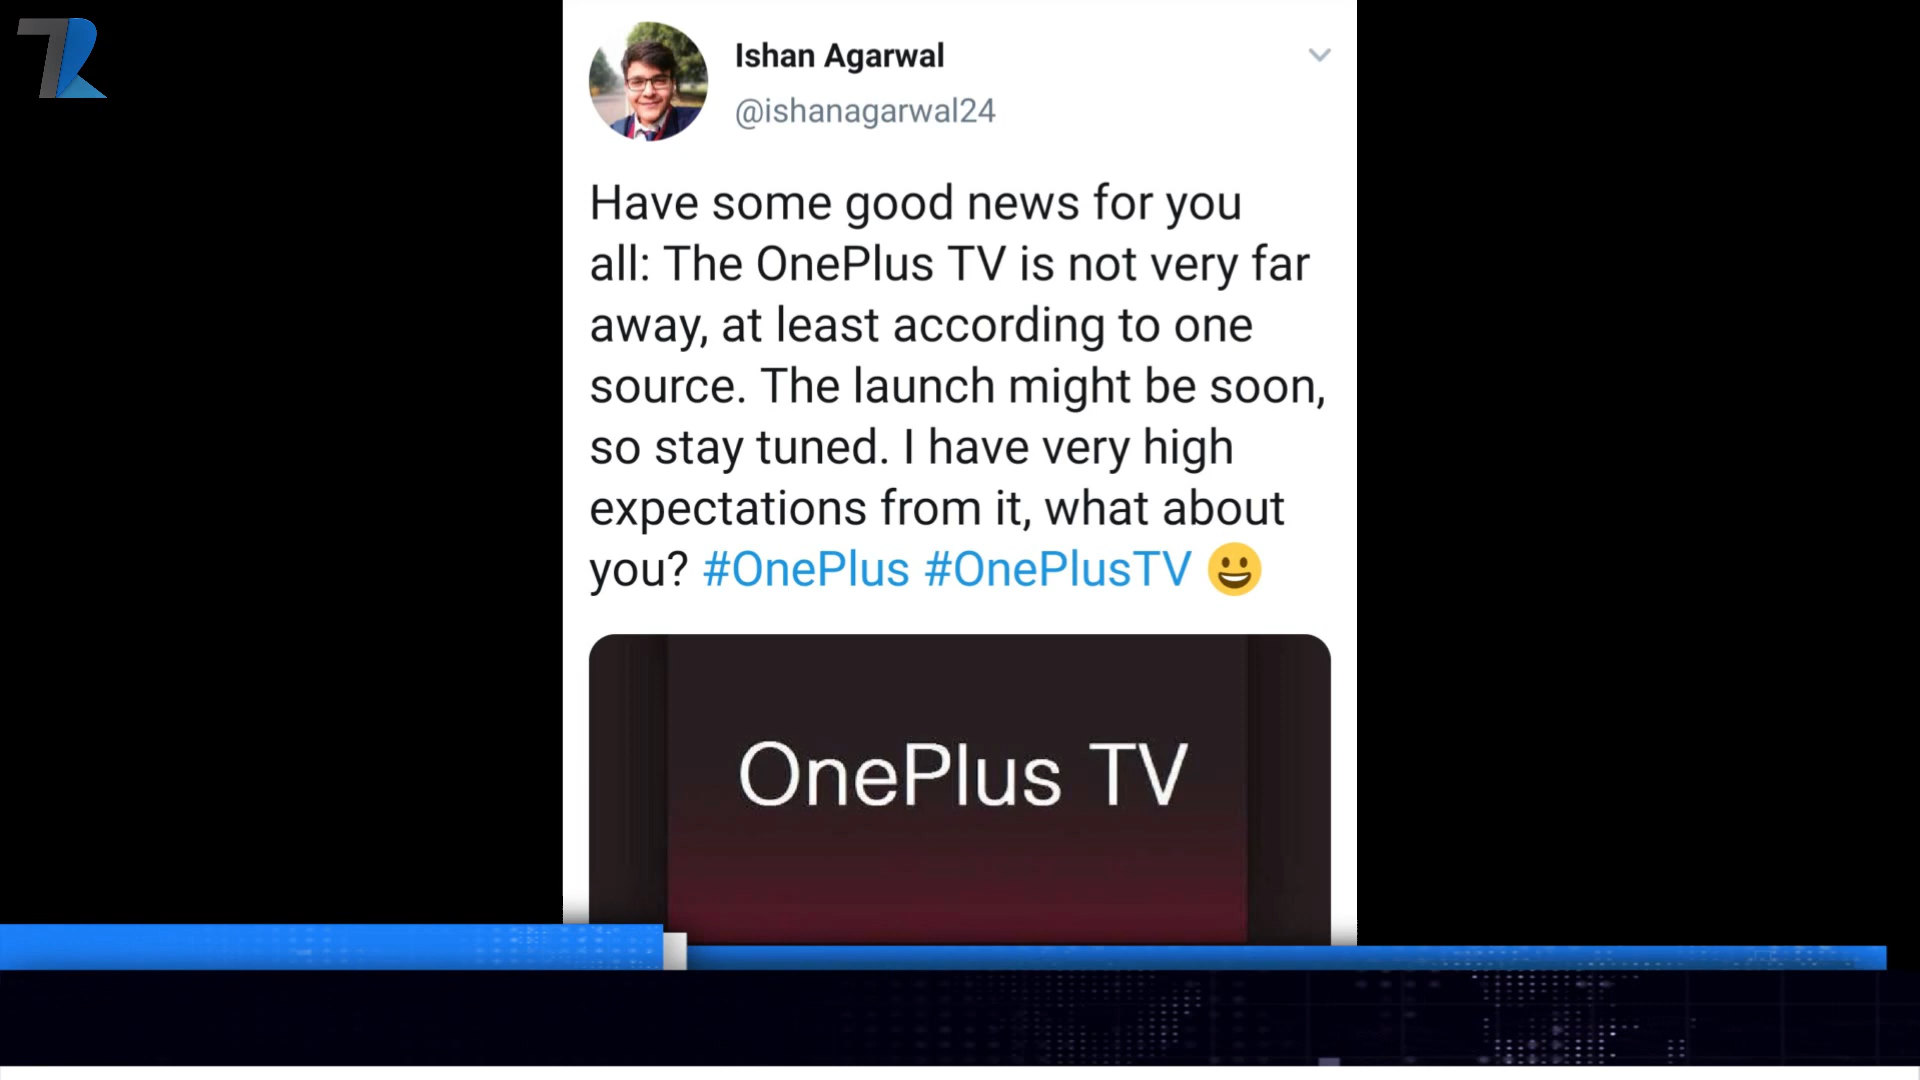 TR
Ishan Agarwal
@ishanagarwal24
Have some good news for you
all: The OnePlus TV is not very far
away, at least according to one
source. The launch might be soon,
so stay tuned. I have very high
expectations from it, what about
you? #OnePlus #OnePlusTV 😀
OnePlus TV